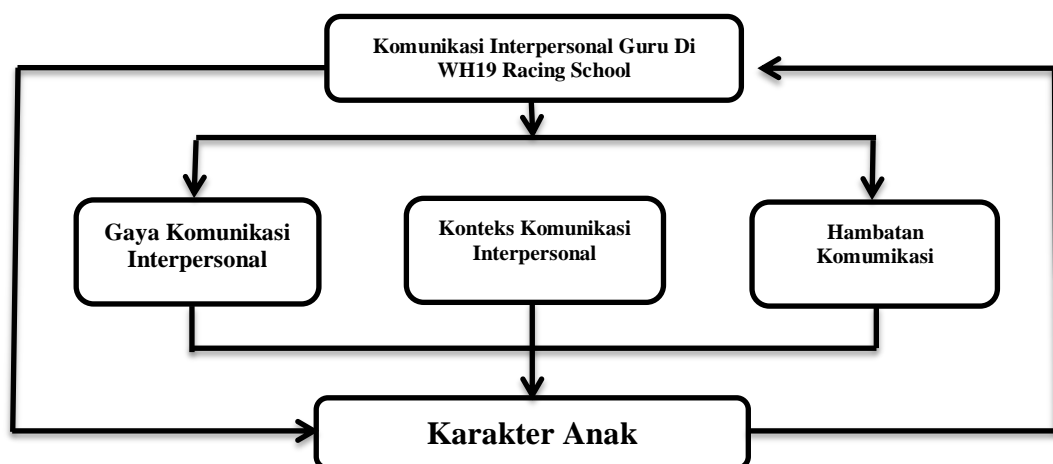 Komunikasi Interpersonal Guru Di
WH19 Racing School
Gaya Komunikasi
Interpersonal
Konteks Komunikasi
Interpersonal
Hambatan
Komumikasi
Karakter Anak